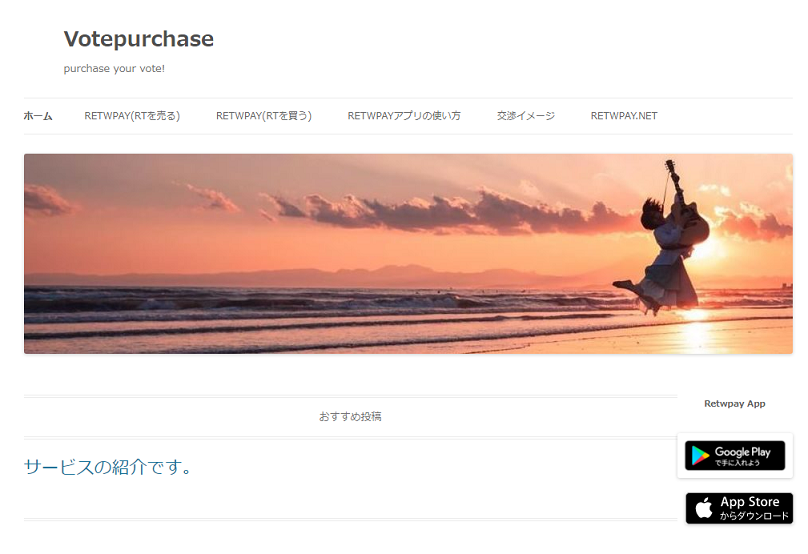 Votepurchase
purchase your vote!
ホーム RETWPAY(RTを売る) RETWPAY(RTを買う) RETWPAYアプリの使い方 交渉イメージ RETWPAY.NET
おすすめ投稿
サービスの紹介です。
Retwpay App
Google Play
で手に入れよう
App Store
からダウンロード